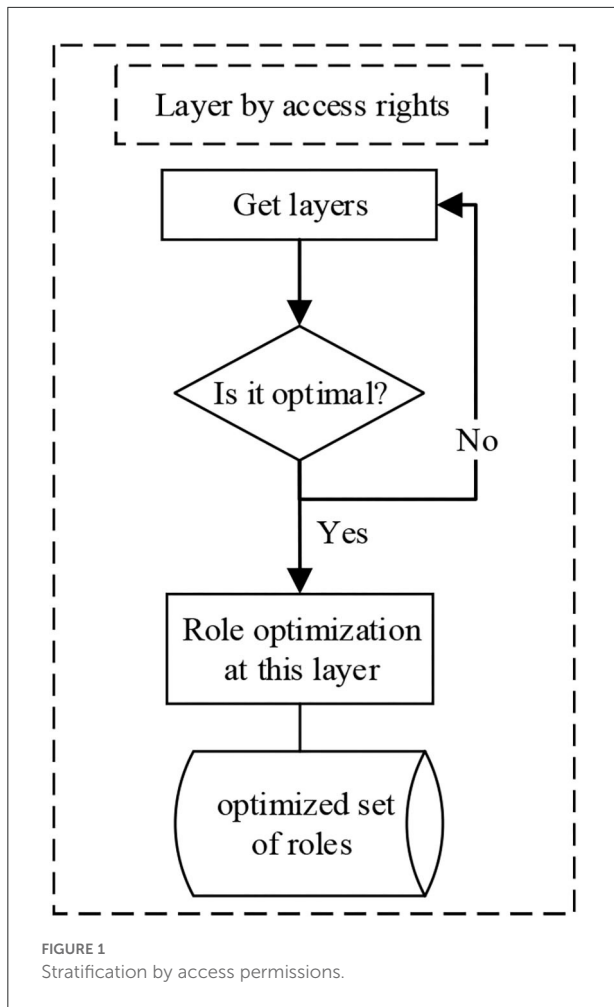 Layer by access rights
Get layers
Is it optimal?
No
Yes
Role optimization
at this layer
optimized set
of roles
FIGURE 1
Stratification by access permissions.